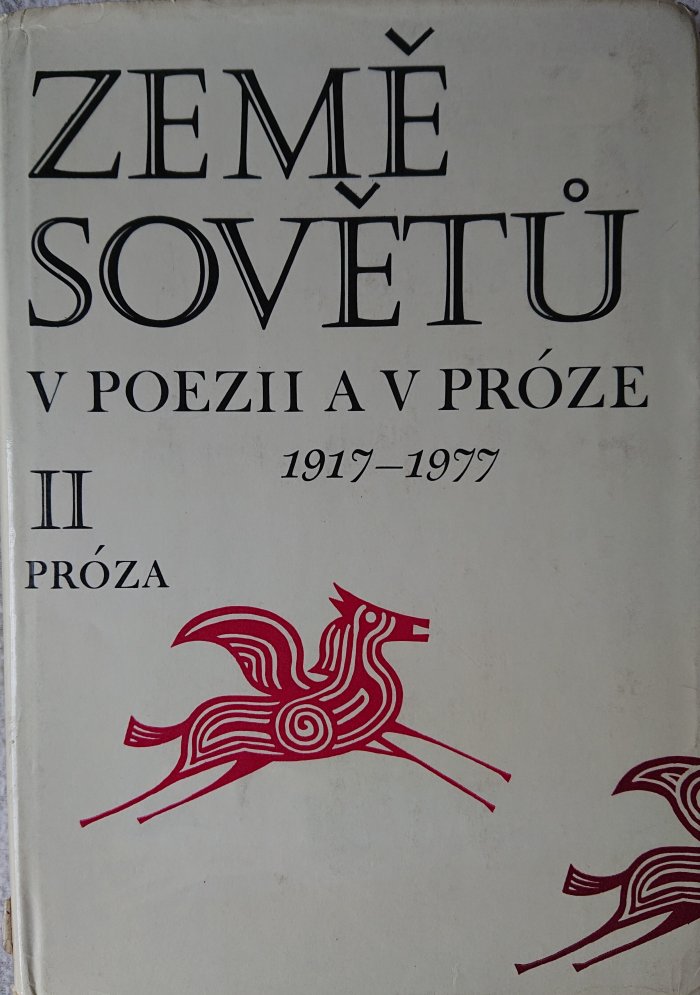 ZEMĚ
SOVĚTŮ
V POEZII A V PRÓZE
1917–1977
II
PRÓZA